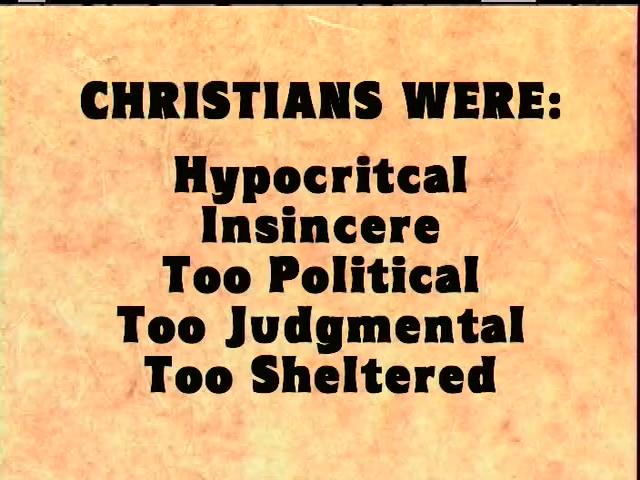 CHRISTIANS WERE:
Hypocritcal
Insincere
Too Political
Too Judgmental
Too Sheltered